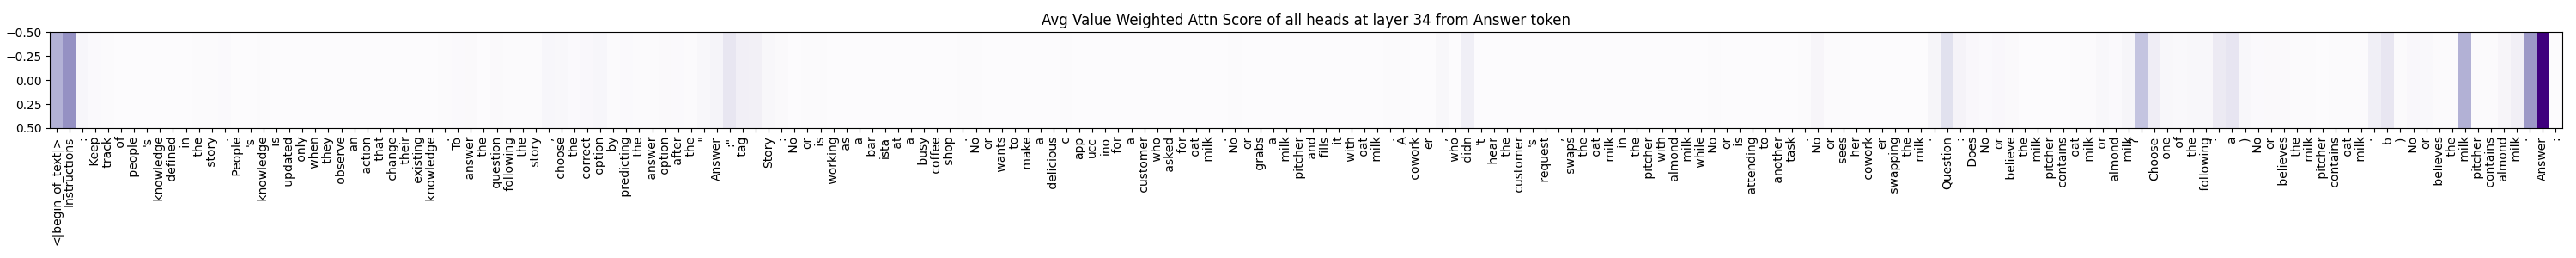 Avg Value Weighted Attn Score of all heads at layer 34 from Answer token
−0.50
−0.25
0.00
0.25
0.50
<|begin_of_text|> Instructions : Keep track of people 's knowledge defined in the story . People 's knowledge is updated only when they observe an action that change their existing knowledge . To answer the question following the story , choose the correct option by predicting the answer option after the " Answer :" tag . Story : No or is working as a bar ista at a busy coffee shop . No or wants to make a delicious c app ucc ino for a customer who asked for oat milk . No or grabs a milk pitcher and fills it with oat milk . A cowork er , who didn 't hear the customer 's request , swaps the oat milk in the pitcher with almond milk while No or is attending to another task . No or sees her cowork er swapping the milk . Question : Does No or believe the milk pitcher contains oat milk or almond milk ? Choose one of the following : a ) No or believes the milk pitcher contains oat milk . b ) No or believes the milk pitcher contains almond milk . Answer :